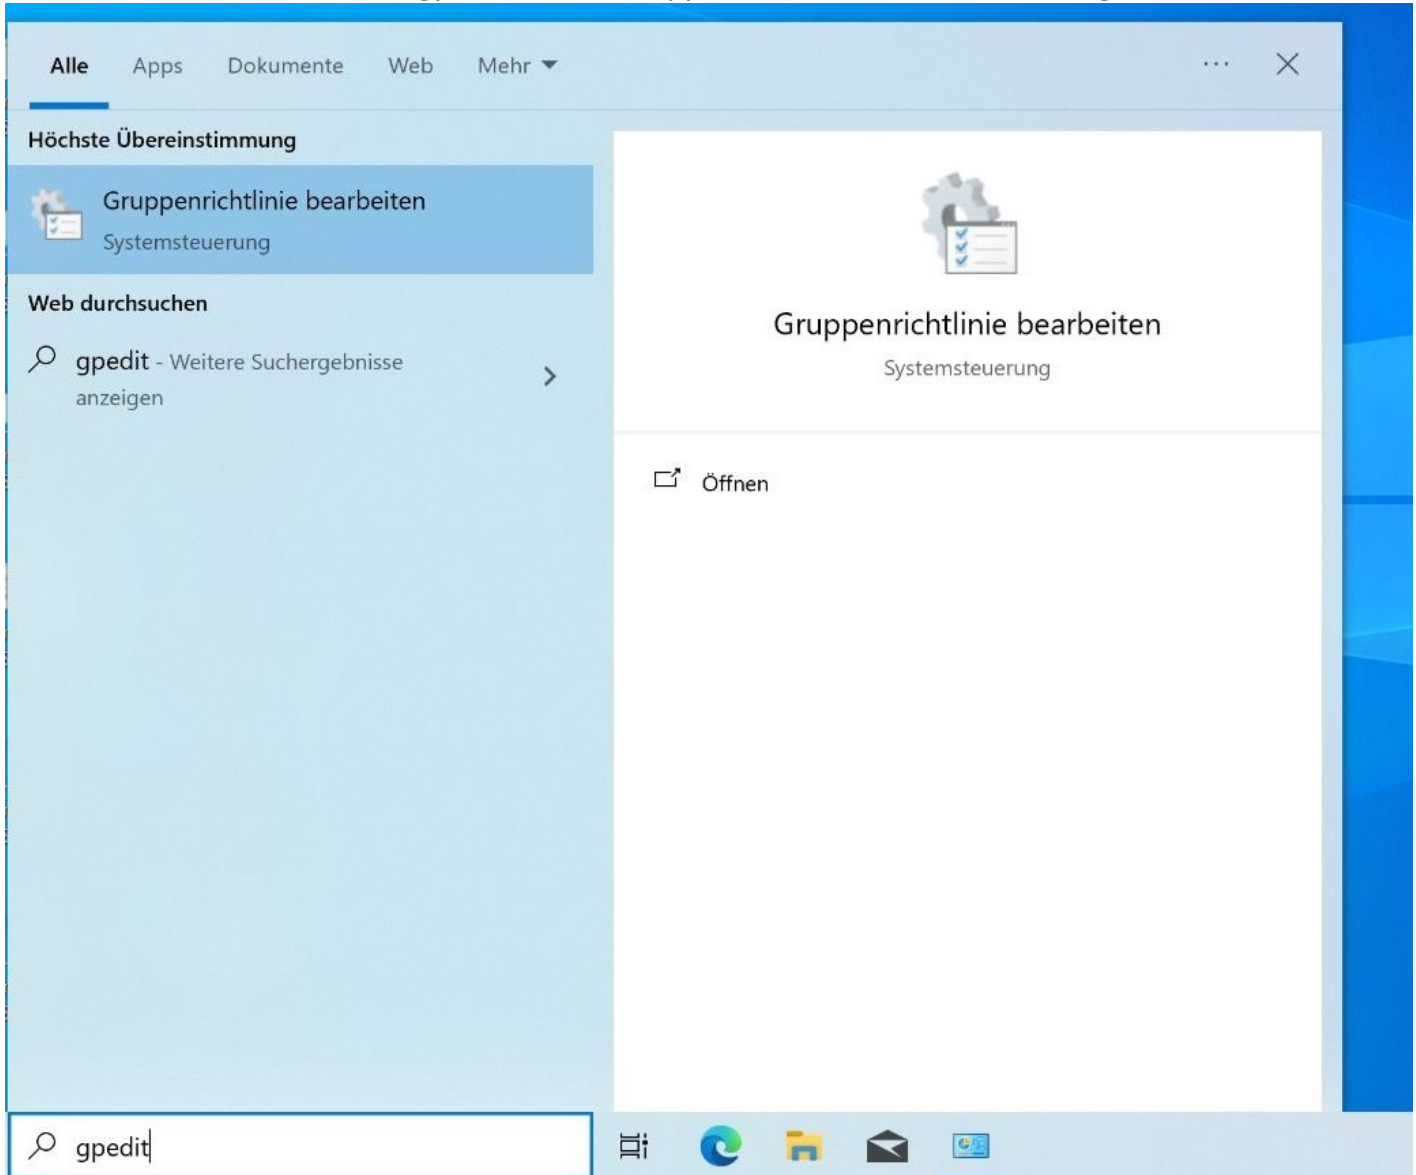 Alle Apps Dokumente Web Mehr
Höchste Übereinstimmung
Gruppenrichtlinie bearbeiten
Systemsteuerung
Web durchsuchen
gpedit - Weitere Suchergebnisse
anzeigen
Gruppenrichtlinie bearbeiten
Systemsteuerung
Öffnen
gpedit